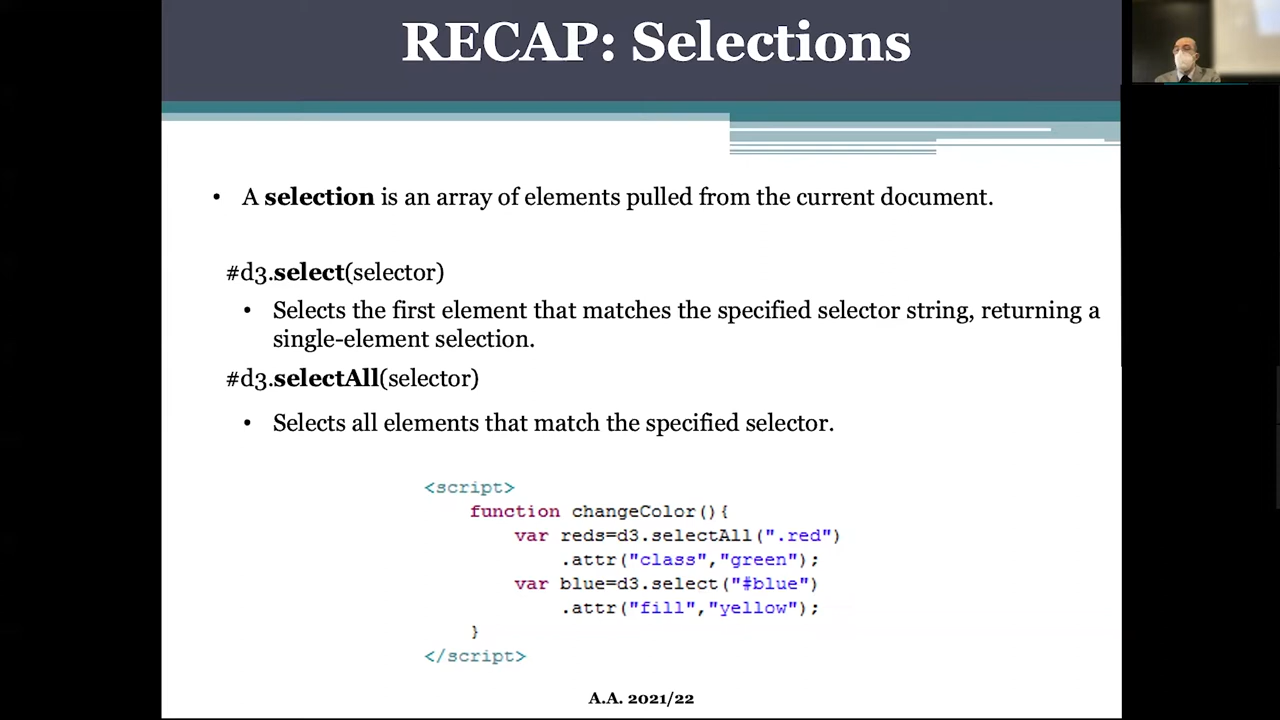 RECAP: Selections
• A selection is an array of elements pulled from the current document.
#d3.select(selector)
• Selects the first element that matches the specified selector string, returning a
single-element selection.
#d3.selectAll(selector)
• Selects all elements that match the specified selector.
<script>
function changeColor(){
var reds=d3.selectAll(".red")
.attr("class","green");
var blue=d3.select("#blue")
.attr("fill","yellow");
}
</script>
A.A. 2021/22